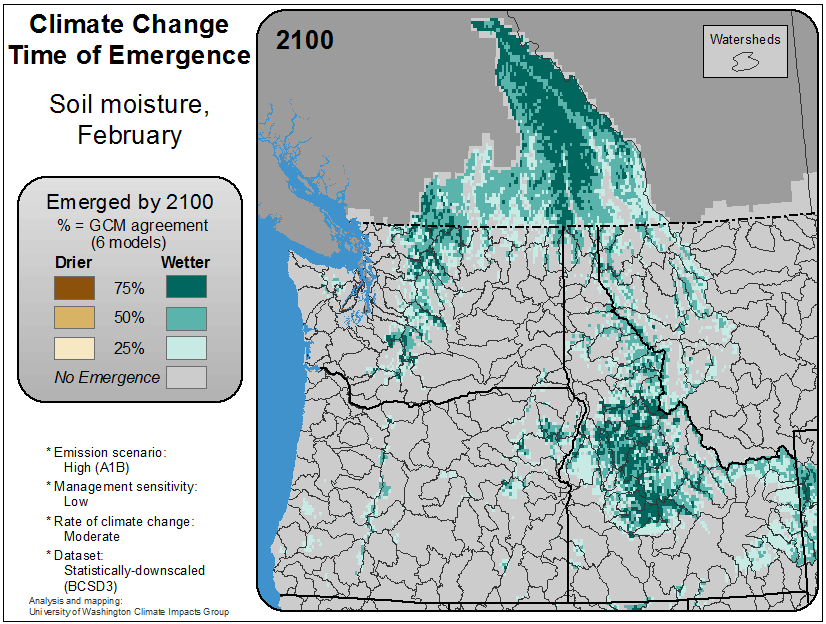 Climate Change
Time of Emergence
Soil moisture,
February
Emerged by 2100
% = GCM agreement
(6 models)
Drier Wetter
75%
50%
25%
No Emergence
* Emission scenario:
High (A1B)
* Management sensitivity:
Low
* Rate of climate change:
Moderate
* Dataset:
Statistically-downscaled
(BCSD3)
Analysis and mapping:
University of Washington Climate Impacts Group
2100
Watersheds